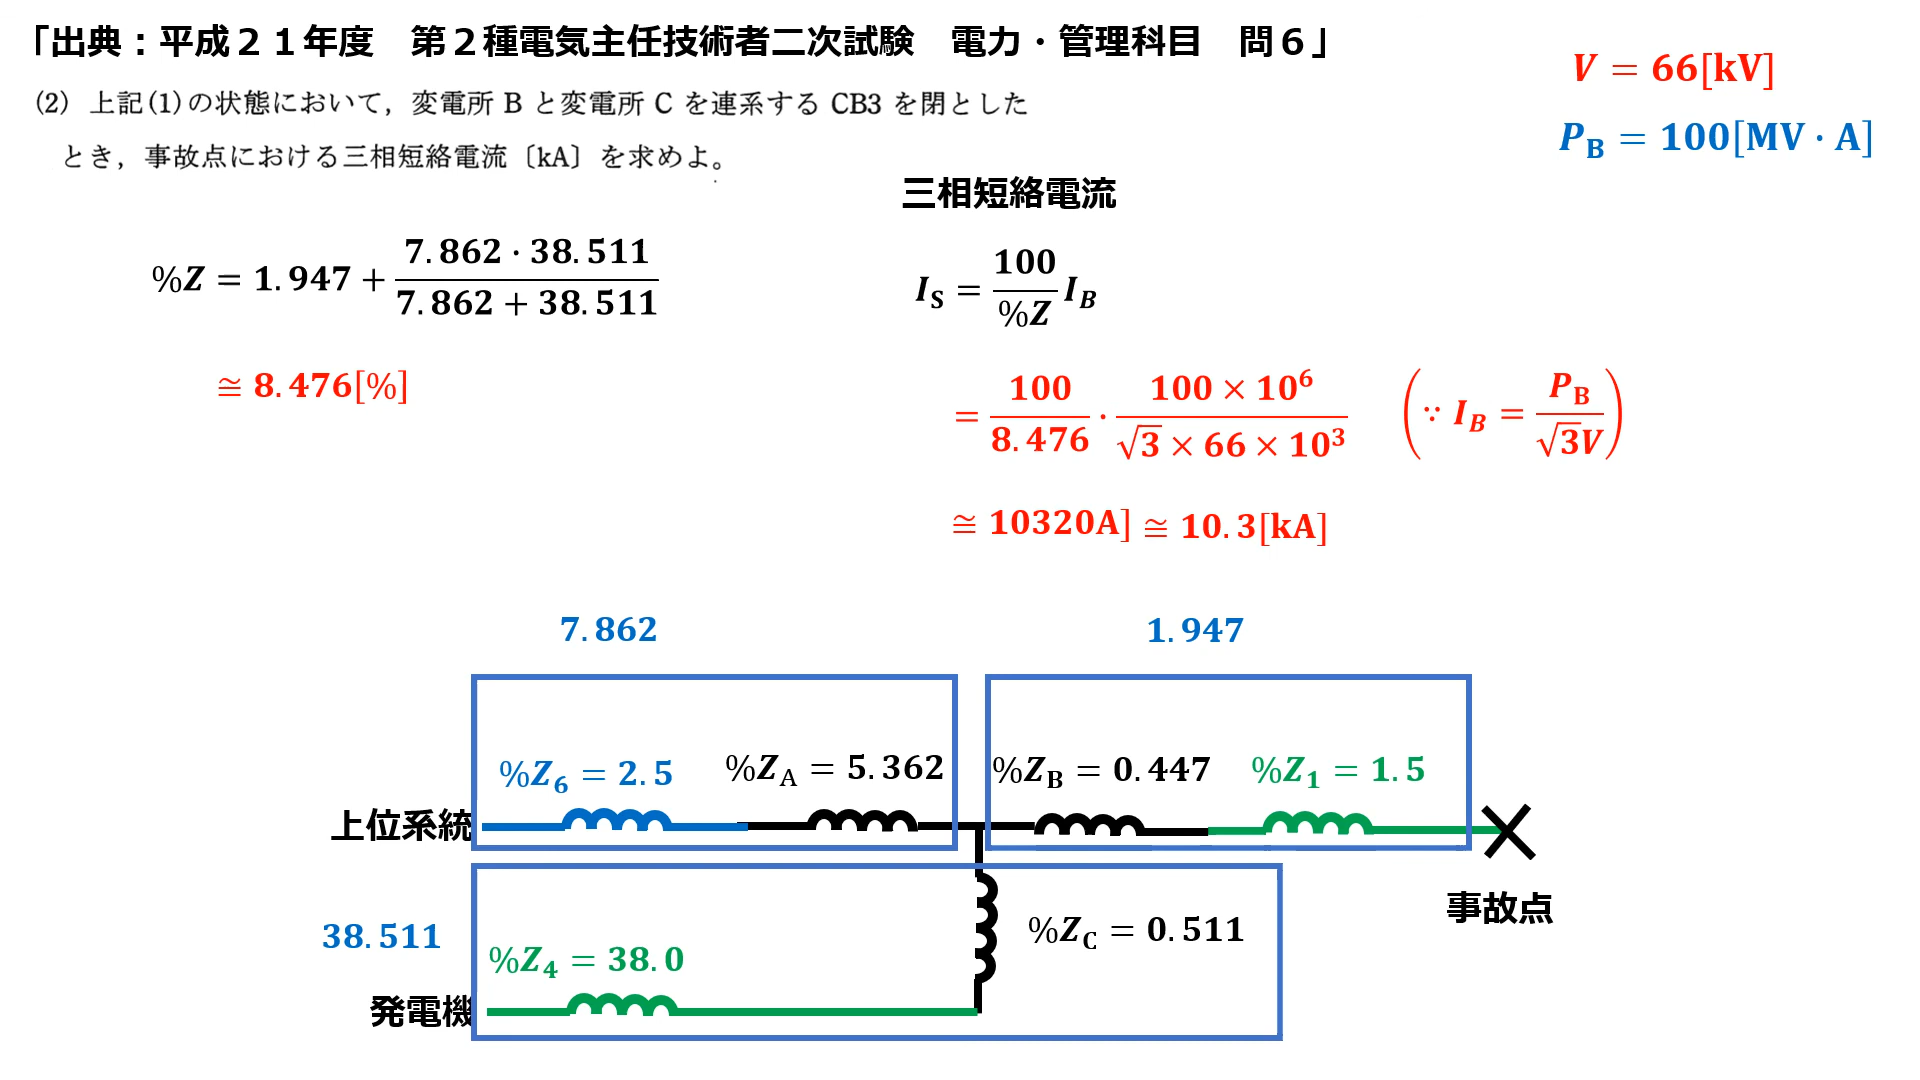 「出典：平成２１年度　第２種電気主任技術者二次試験　電力・管理科目　問６」
V = 66[kV]
P_B = 100[MV・A]
(2) 上記(1)の状態において，変電所 B と変電所 C を連系する CB3 を閉とした
とき，事故点における三相短絡電流〔kA〕を求めよ。
三相短絡電流
%Z = 1.947 + (7.862・38.511)/(7.862 + 38.511)
I_S = (100/%Z) I_B
≅ 8.476[%]
= (100/8.476)・(100 × 10^6)/(√3 × 66 × 10^3) (∵ I_B = P_B/(√3V))
≅ 10320A] ≅ 10.3[kA]
7.862
1.947
%Z_6 = 2.5
%Z_A = 5.362
%Z_B = 0.447
%Z_1 = 1.5
上位系統
事故点
38.511
%Z_C = 0.511
%Z_4 = 38.0
発電機